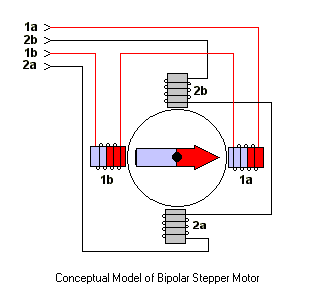 1a
2b
1b
2a
2b
1b
1a
2a
Conceptual Model of Bipolar Stepper Motor